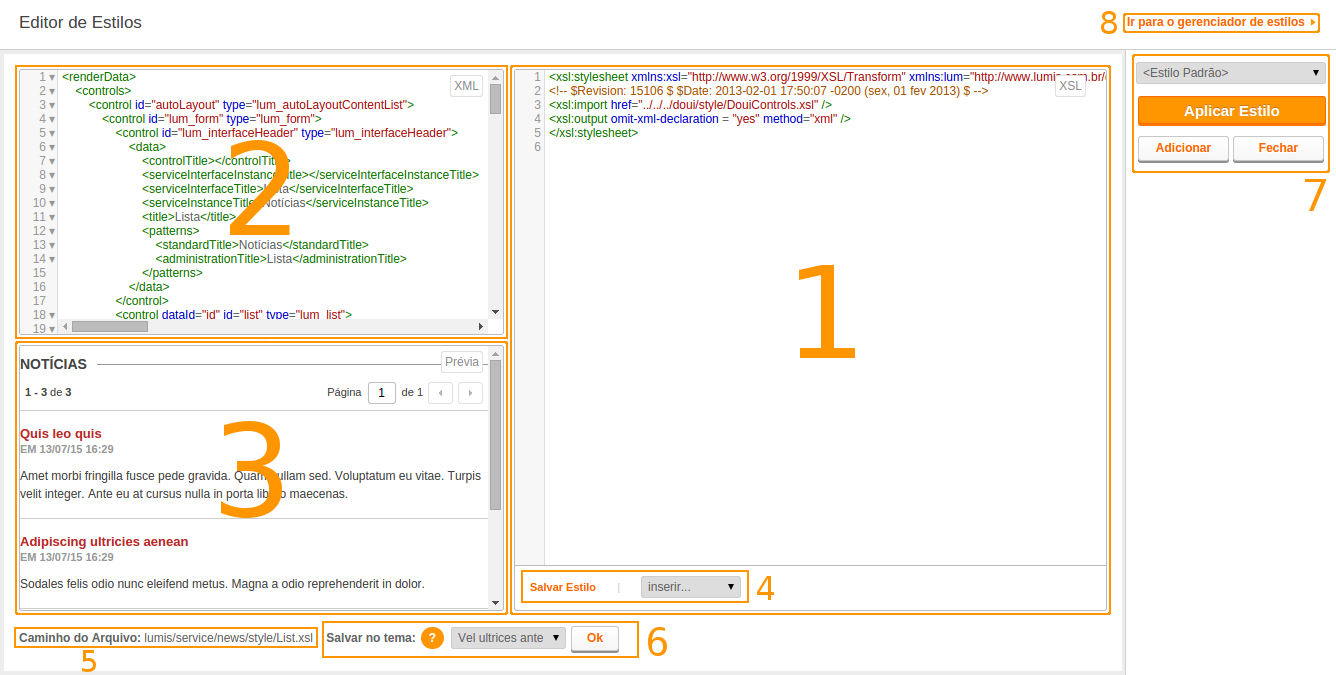 Editor de Estilos
8
Ir para o gerenciador de estilos
XML
1 <renderData>
2 <controls>
3 <control id="autoLayout" type="lum_autoLayoutContentList">
4 <control id="lum_form" type="lum_form">
5 <control id="lum_interfaceHeader" type="lum_interfaceHeader">
6 <data>
7 <controlTitle></controlTitle>
8 <serviceInterfaceInstanceTitle></serviceInterfaceInstanceTitle>
9 <serviceInterfaceTitle>Lista</serviceInterfaceTitle>
10 <serviceInstanceTitle>Notícias</serviceInstanceTitle>
11 <title>Lista</title>
12 <patterns>
13 <standardTitle>Notícias</standardTitle>
14 <administrationTitle>Lista</administrationTitle>
15 </patterns>
16 </data>
17 </control>
18 <control dataId="id" id="list" type="lum_list">
19
2
XSL
1 <xsl:stylesheet xmlns:xsl="http://www.w3.org/1999/XSL/Transform" xmlns:lum="http://www.lumis.com.br/
2 <!-- $Revision: 15106 $ $Date: 2013-02-01 17:50:07 -0200 (sex, 01 fev 2013) $ -->
3 <xsl:import href="../../../doui/style/DouiControls.xsl" />
4 <xsl:output omit-xml-declaration = "yes" method="xml" />
5 </xsl:stylesheet>
6
1
<Estilo Padrão>
Aplicar Estilo
Adicionar Fechar
7
NOTÍCIAS
Prévia
1 - 3 de 3 Página 1 de 1
Quis leo quis
EM 13/07/15 16:29
Amet morbi fringilla fusce pede gravida. Quam nullam sed. Voluptatum eu vitae. Turpis
velit integer. Ante eu at cursus nulla in porta libero maecenas.
3
Adipiscing ultricies aenean
EM 13/07/15 16:29
Sodales felis odio nunc eleifend metus. Magna a odio reprehenderit in dolor.
Salvar Estilo | inserir...
4
Caminho do Arquivo: lumis/service/news/style/List.xsl
5
Salvar no tema: ? Vel ultrices ante Ok
6